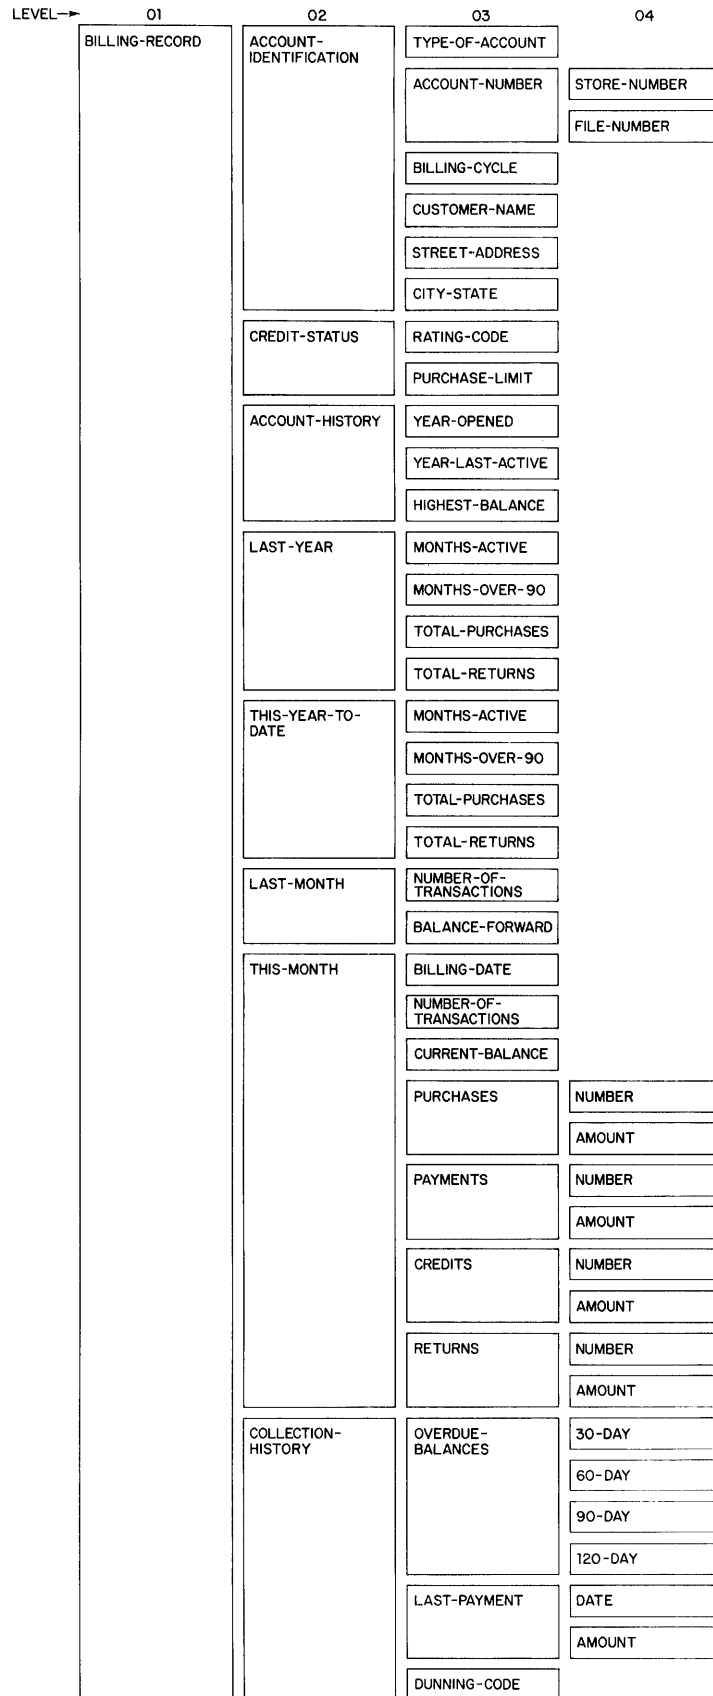 LEVEL→ 01 02 03 04
BILLING-RECORD
ACCOUNT-
IDENTIFICATION
TYPE-OF-ACCOUNT
ACCOUNT-NUMBER
STORE-NUMBER
FILE-NUMBER
BILLING-CYCLE
CUSTOMER-NAME
STREET-ADDRESS
CITY-STATE
CREDIT-STATUS
RATING-CODE
PURCHASE-LIMIT
ACCOUNT-HISTORY
YEAR-OPENED
YEAR-LAST-ACTIVE
HIGHEST-BALANCE
LAST-YEAR
MONTHS-ACTIVE
MONTHS-OVER-90
TOTAL-PURCHASES
TOTAL-RETURNS
THIS-YEAR-TO-
DATE
MONTHS-ACTIVE
MONTHS-OVER-90
TOTAL-PURCHASES
TOTAL-RETURNS
LAST-MONTH
NUMBER-OF-
TRANSACTIONS
BALANCE-FORWARD
THIS-MONTH
BILLING-DATE
NUMBER-OF-
TRANSACTIONS
CURRENT-BALANCE
PURCHASES
NUMBER
AMOUNT
PAYMENTS
NUMBER
AMOUNT
CREDITS
NUMBER
AMOUNT
RETURNS
NUMBER
AMOUNT
COLLECTION-
HISTORY
OVERDUE-
BALANCES
30-DAY
60-DAY
90-DAY
120-DAY
LAST-PAYMENT
DATE
AMOUNT
DUNNING-CODE